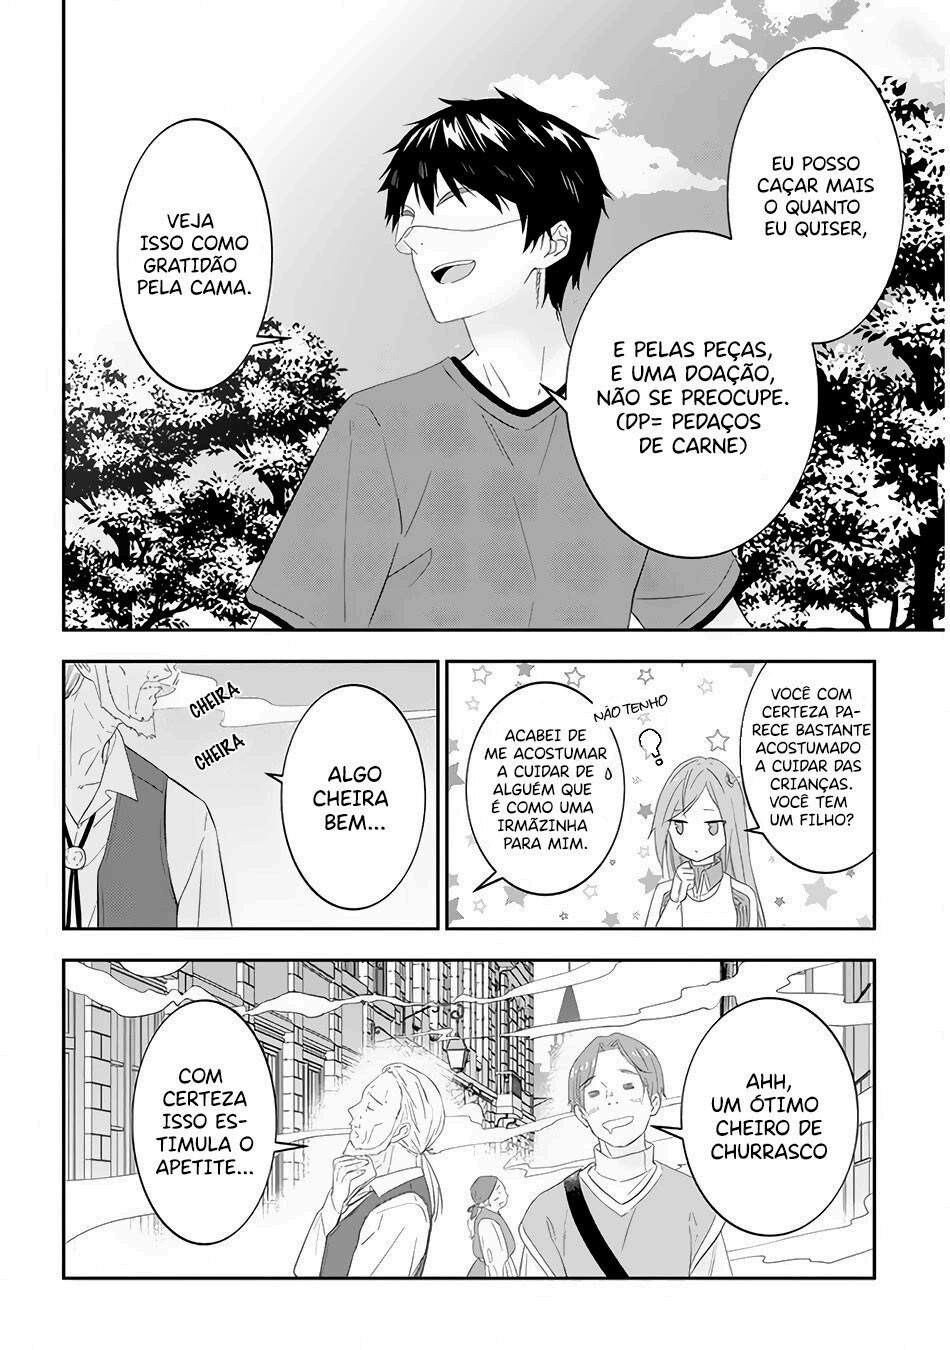 EU POSSO
CAÇAR MAIS
O QUANTO
EU QUISER,
E PELAS PEÇAS,
E UMA DOAÇÃO,
NÃO SE PREOCUPE.
(DP= PEDAÇOS
DE CARNE)
VEJA
ISSO COMO
GRATIDÃO
PELA CAMA.
VOCÊ COM
CERTEZA PA-
RECE BASTANTE
ACOSTUMADO
A CUIDAR DAS
CRIANÇAS.
VOCÊ TEM
UM FILHO?
NÃO TENHO
?
ACABEI DE
ME ACOSTUMAR
A CUIDAR DE
ALGUÉM QUE
É COMO UMA
IRMÃZINHA
PARA MIM.
CHEIRA
CHEIRA
ALGO
CHEIRA
BEM...
AHH,
UM ÓTIMO
CHEIRO DE
CHURRASCO
COM
CERTEZA
ISSO ES-
TIMULA O
APETITE...